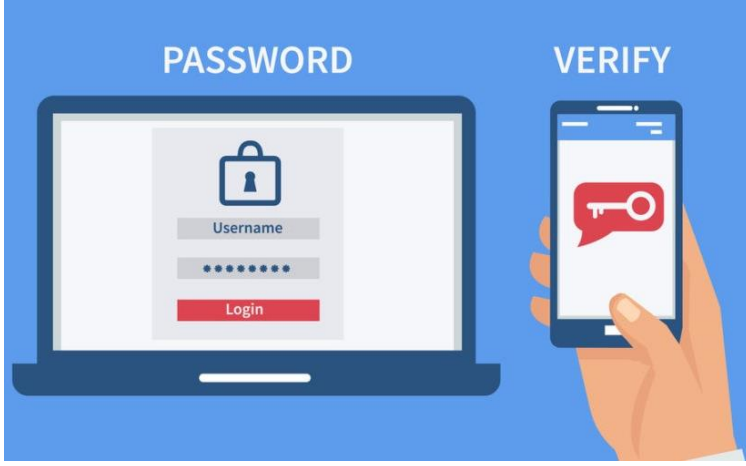 PASSWORD
VERIFY
Username
********
Login